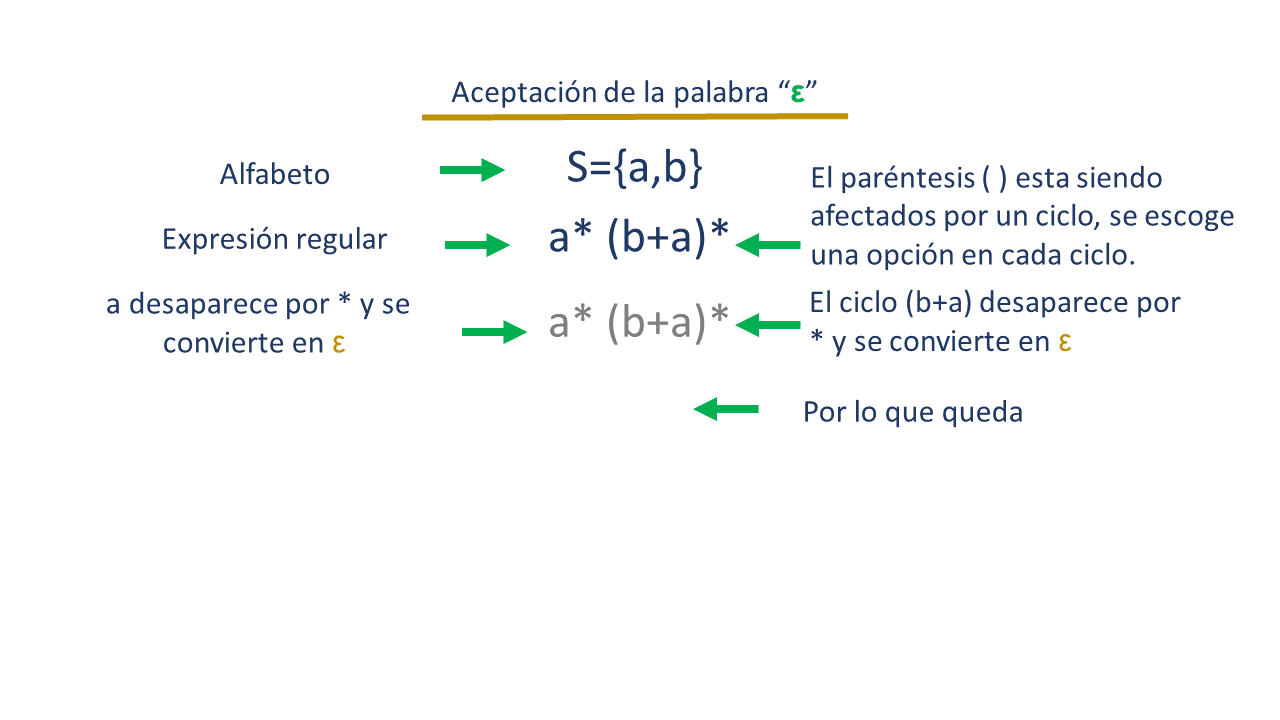 Aceptación de la palabra “ε”
Alfabeto
S={a,b}
Expresión regular
a* (b+a)*
El paréntesis ( ) esta siendo
afectados por un ciclo, se escoge
una opción en cada ciclo.
a desaparece por * y se
convierte en ε
a* (b+a)*
El ciclo (b+a) desaparece por
* y se convierte en ε
Por lo que queda